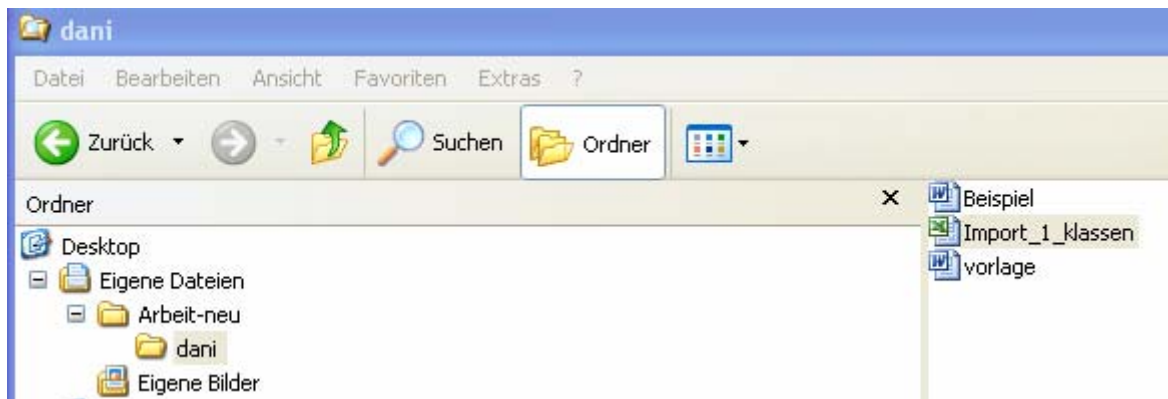 dani
Datei Bearbeiten Ansicht Favoriten Extras ?
Zurück Suchen Ordner
Ordner
Desktop
Eigene Dateien
Arbeit-neu
dani
Eigene Bilder
Beispiel
Import_1_klassen
vorlage